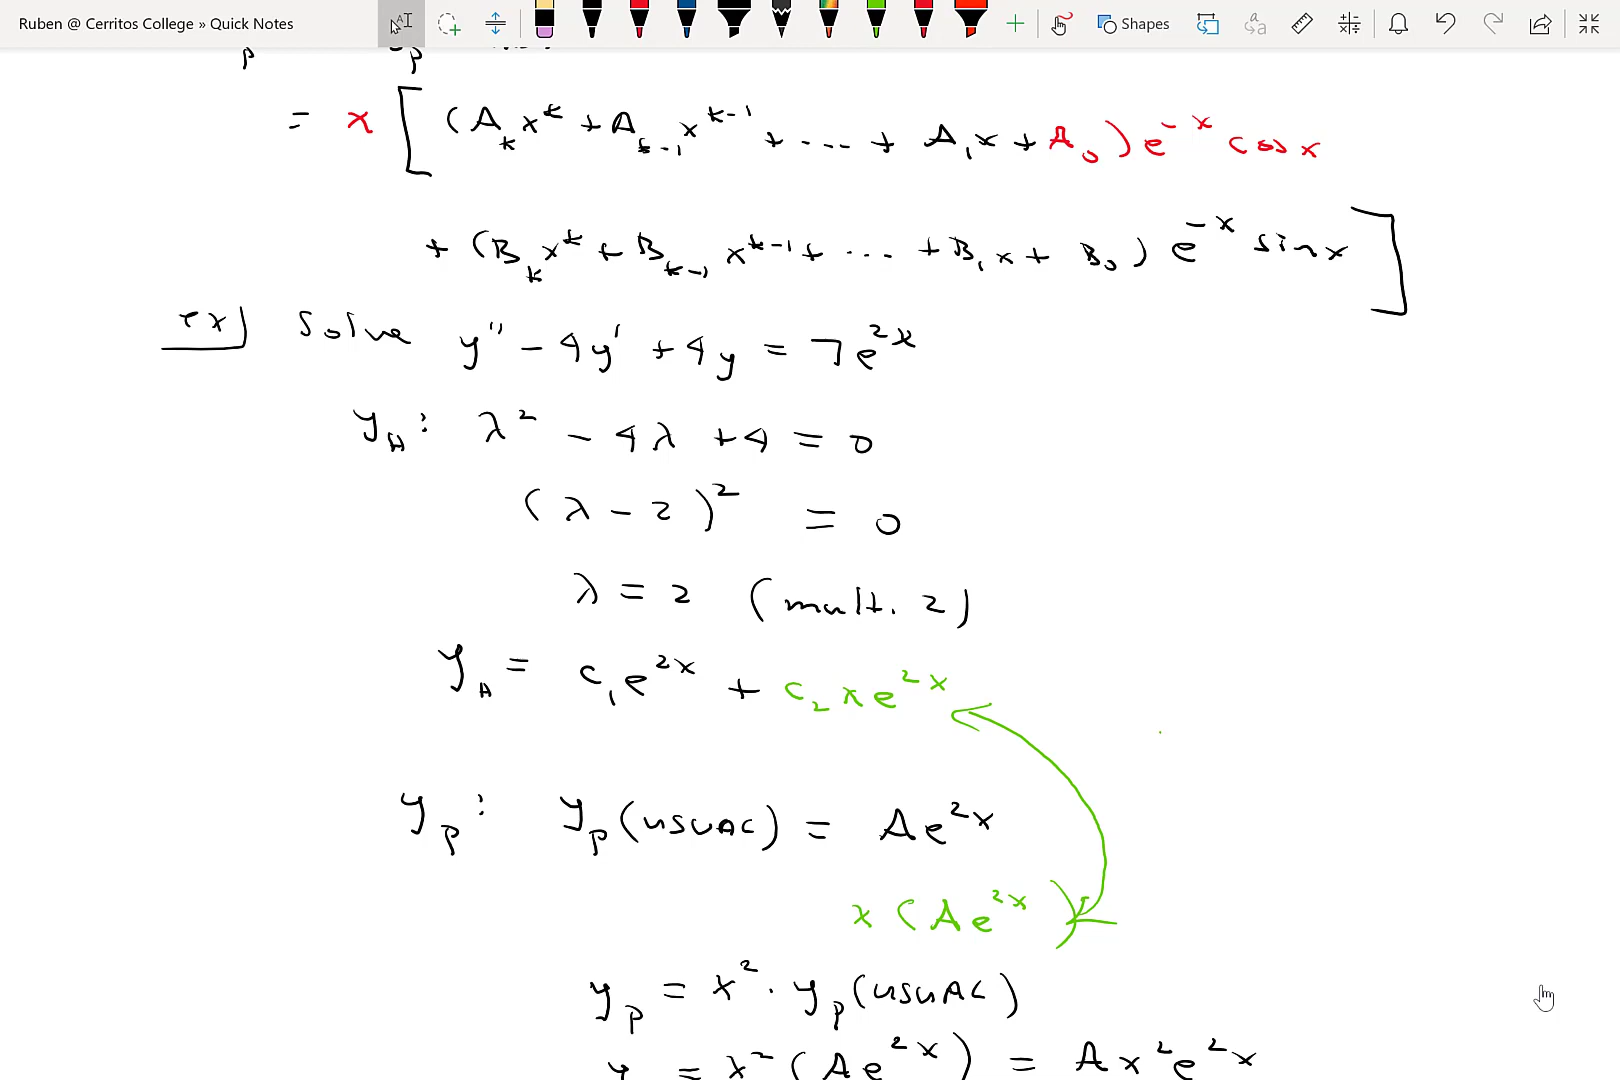 Ruben @ Cerritos College » Quick Notes
Shapes
p p
= x [ (A_k x^k + A_{k-1} x^{k-1} + ... + A_1 x + A_0) e^{-x} cos x
+ (B_k x^k + B_{k-1} x^{k-1} + ... + B_1 x + B_0) e^{-x} sin x ]
ex) Solve y'' - 4y' + 4y = 7e^{2x}
y_H : λ^2 - 4λ + 4 = 0
(λ - 2)^2 = 0
λ = 2 (mult. 2)
y_H = c_1 e^{2x} + c_2 x e^{2x}
y_p : y_p (USUAL) = Ae^{2x}
x (Ae^{2x})
y_p = x^2 · y_p (USUAL)
y = x^2 (Ae^{2x}) = Ax^2 e^{2x}